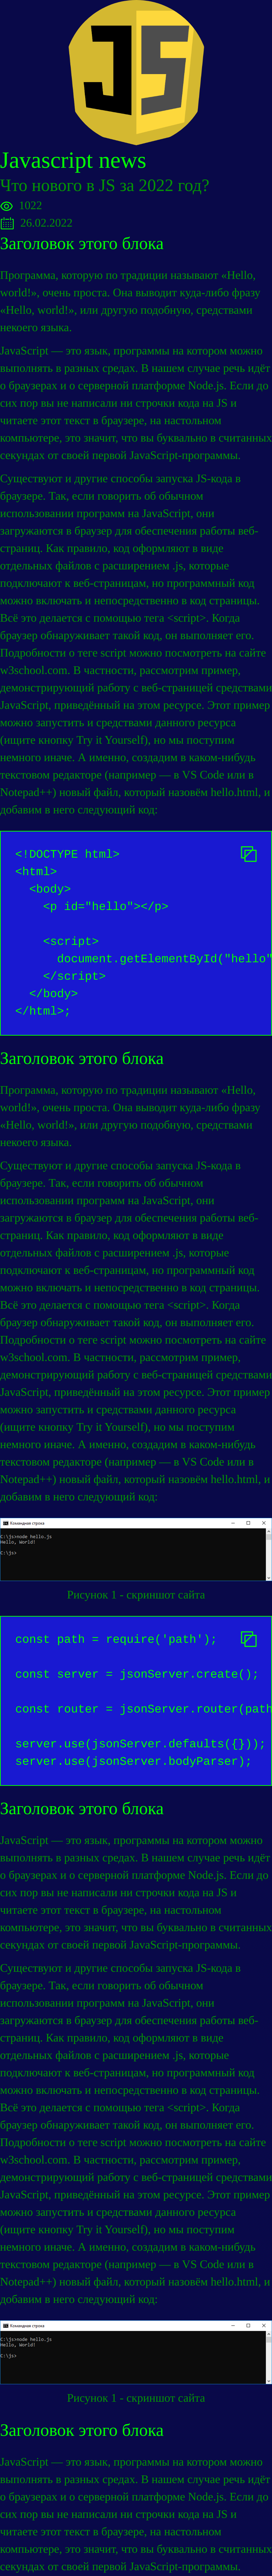 JS
Javascript news
Что нового в JS за 2022 год?
1022
26.02.2022
Заголовок этого блока
Программа, которую по традиции называют «Hello,
world!», очень проста. Она выводит куда-либо фразу
«Hello, world!», или другую подобную, средствами
некоего языка.
JavaScript — это язык, программы на котором можно
выполнять в разных средах. В нашем случае речь идёт
о браузерах и о серверной платформе Node.js. Если до
сих пор вы не написали ни строчки кода на JS и
читаете этот текст в браузере, на настольном
компьютере, это значит, что вы буквально в считанных
секундах от своей первой JavaScript-программы.
Существуют и другие способы запуска JS-кода в
браузере. Так, если говорить об обычном
использовании программ на JavaScript, они
загружаются в браузер для обеспечения работы веб-
страниц. Как правило, код оформляют в виде
отдельных файлов с расширением .js, которые
подключают к веб-страницам, но программный код
можно включать и непосредственно в код страницы.
Всё это делается с помощью тега <script>. Когда
браузер обнаруживает такой код, он выполняет его.
Подробности о теге script можно посмотреть на сайте
w3school.com. В частности, рассмотрим пример,
демонстрирующий работу с веб-страницей средствами
JavaScript, приведённый на этом ресурсе. Этот пример
можно запустить и средствами данного ресурса
(ищите кнопку Try it Yourself), но мы поступим
немного иначе. А именно, создадим в каком-нибудь
текстовом редакторе (например — в VS Code или в
Notepad++) новый файл, который назовём hello.html, и
добавим в него следующий код:
<!DOCTYPE html>
<html>
  <body>
    <p id="hello"></p>
    <script>
      document.getElementById("hello"
    </script>
  </body>
</html>;
Заголовок этого блока
Программа, которую по традиции называют «Hello,
world!», очень проста. Она выводит куда-либо фразу
«Hello, world!», или другую подобную, средствами
некоего языка.
Существуют и другие способы запуска JS-кода в
браузере. Так, если говорить об обычном
использовании программ на JavaScript, они
загружаются в браузер для обеспечения работы веб-
страниц. Как правило, код оформляют в виде
отдельных файлов с расширением .js, которые
подключают к веб-страницам, но программный код
можно включать и непосредственно в код страницы.
Всё это делается с помощью тега <script>. Когда
браузер обнаруживает такой код, он выполняет его.
Подробности о теге script можно посмотреть на сайте
w3school.com. В частности, рассмотрим пример,
демонстрирующий работу с веб-страницей средствами
JavaScript, приведённый на этом ресурсе. Этот пример
можно запустить и средствами данного ресурса
(ищите кнопку Try it Yourself), но мы поступим
немного иначе. А именно, создадим в каком-нибудь
текстовом редакторе (например — в VS Code или в
Notepad++) новый файл, который назовём hello.html, и
добавим в него следующий код:
Командная строка
C:\js>node hello.js
Hello, World!
C:\js>
Рисунок 1 - скриншот сайта
const path = require('path');
const server = jsonServer.create();
const router = jsonServer.router(path
server.use(jsonServer.defaults({}));
server.use(jsonServer.bodyParser);
Заголовок этого блока
JavaScript — это язык, программы на котором можно
выполнять в разных средах. В нашем случае речь идёт
о браузерах и о серверной платформе Node.js. Если до
сих пор вы не написали ни строчки кода на JS и
читаете этот текст в браузере, на настольном
компьютере, это значит, что вы буквально в считанных
секундах от своей первой JavaScript-программы.
Существуют и другие способы запуска JS-кода в
браузере. Так, если говорить об обычном
использовании программ на JavaScript, они
загружаются в браузер для обеспечения работы веб-
страниц. Как правило, код оформляют в виде
отдельных файлов с расширением .js, которые
подключают к веб-страницам, но программный код
можно включать и непосредственно в код страницы.
Всё это делается с помощью тега <script>. Когда
браузер обнаруживает такой код, он выполняет его.
Подробности о теге script можно посмотреть на сайте
w3school.com. В частности, рассмотрим пример,
демонстрирующий работу с веб-страницей средствами
JavaScript, приведённый на этом ресурсе. Этот пример
можно запустить и средствами данного ресурса
(ищите кнопку Try it Yourself), но мы поступим
немного иначе. А именно, создадим в каком-нибудь
текстовом редакторе (например — в VS Code или в
Notepad++) новый файл, который назовём hello.html, и
добавим в него следующий код:
Командная строка
C:\js>node hello.js
Hello, World!
C:\js>
Рисунок 1 - скриншот сайта
Заголовок этого блока
JavaScript — это язык, программы на котором можно
выполнять в разных средах. В нашем случае речь идёт
о браузерах и о серверной платформе Node.js. Если до
сих пор вы не написали ни строчки кода на JS и
читаете этот текст в браузере, на настольном
компьютере, это значит, что вы буквально в считанных
секундах от своей первой JavaScript-программы.